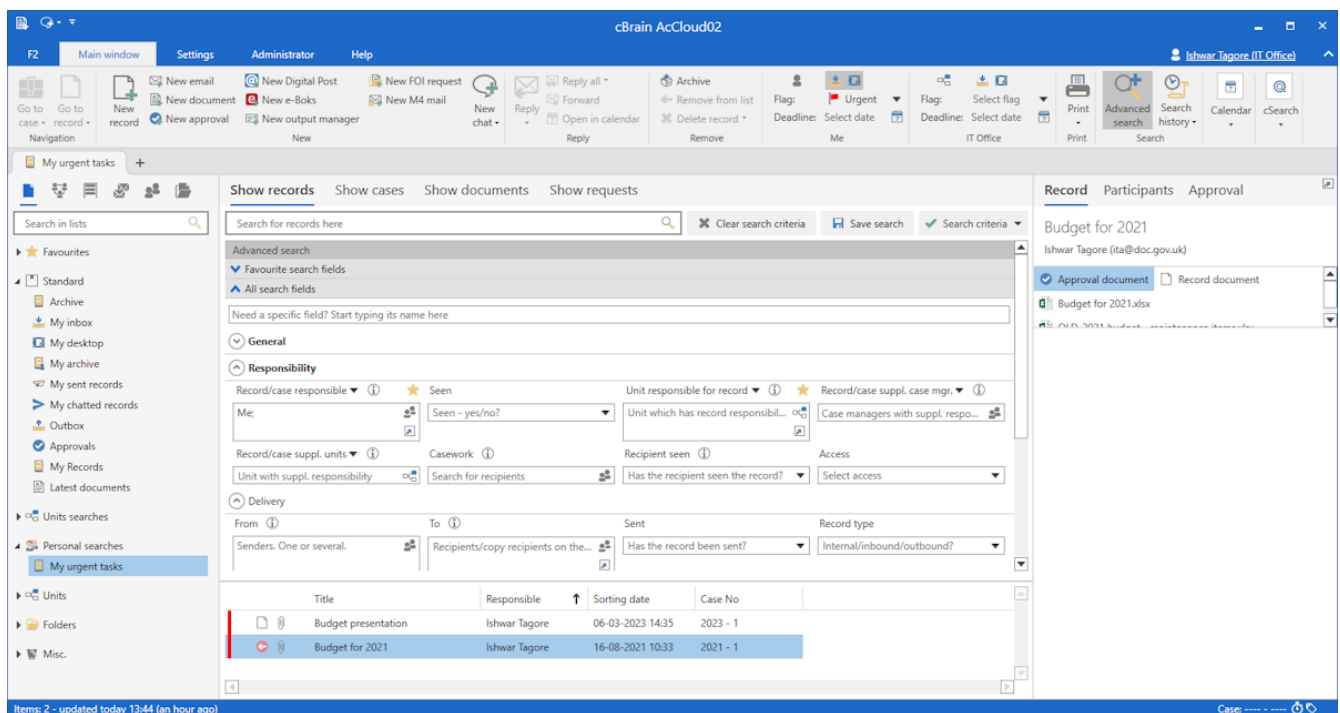 cBrain AcCloud02
F2 Main window Settings Administrator Help Ishwar Tagore (IT Office)
Go to case Go to record New record New email New document New approval
Navigation
New Digital Post New e-Boks New output manager New FOI request New M4 mail New chat
New
Reply Reply all Forward Open in calendar
Reply
Archive Remove from list Delete record
Remove
Flag: Urgent
Deadline: Select date
Me
Flag: Select flag
Deadline: Select date
IT Office
Print
Print
Advanced search Search history
Search
Calendar cSearch
My urgent tasks +
Search in lists
Favourites
Standard
Archive
My inbox
My desktop
My archive
My sent records
My chatted records
Outbox
Approvals
My Records
Latest documents
Units searches
Personal searches
My urgent tasks
Units
Folders
Misc.
Show records Show cases Show documents Show requests
Search for records here Clear search criteria Save search Search criteria
Advanced search
Favourite search fields
All search fields
Need a specific field? Start typing its name here
General
Responsibility
Record/case responsible Seen Unit responsible for record Record/case suppl. case mgr.
Me; Seen - yes/no? Unit which has record responsibil... Case managers with suppl. respo...
Record/case suppl. units Casework Recipient seen Access
Unit with suppl. responsibility Search for recipients Has the recipient seen the record? Select access
Delivery
From To Sent Record type
Senders. One or several. Recipients/copy recipients on the... Has the record been sent? Internal/inbound/outbound?
Title Responsible Sorting date Case No
Budget presentation Ishwar Tagore 06-03-2023 14:35 2023 - 1
Budget for 2021 Ishwar Tagore 16-08-2021 10:33 2021 - 1
Record Participants Approval
Budget for 2021
Ishwar Tagore (ita@doc.gov.uk)
Approval document Record document
Budget for 2021.xlsx
Items: 2 - updated today 13:44 (an hour ago) Case: ---- - ----